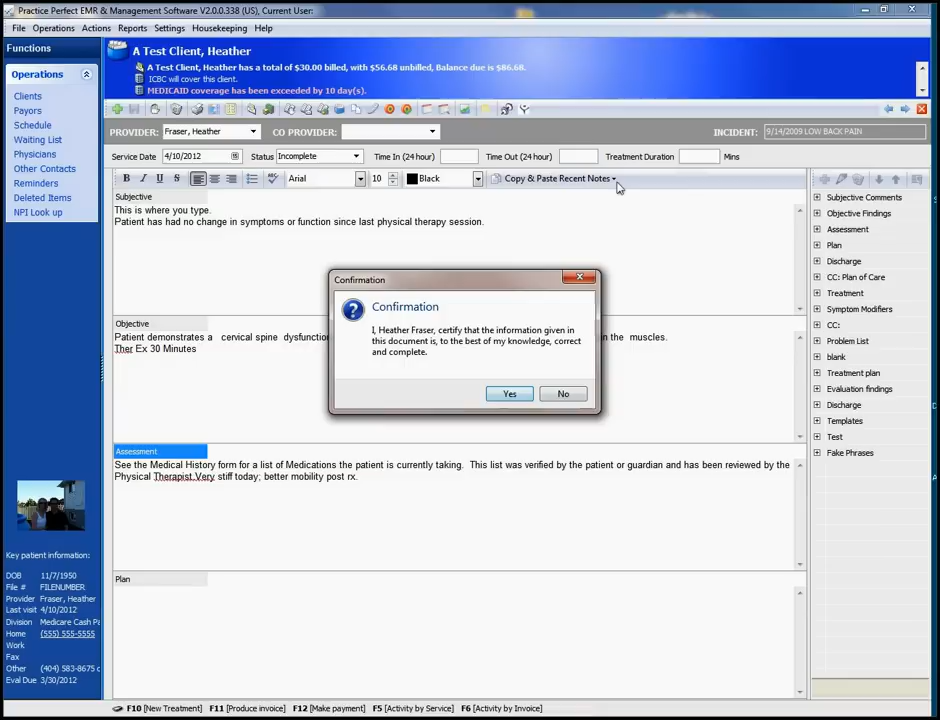 Practice Perfect EMR & Management Software V2.0.0.338 (US), Current User:
File Operations Actions Reports Settings Housekeeping Help
Functions
Operations
Clients
Payors
Schedule
Waiting List
Physicians
Other Contacts
Reminders
Deleted Items
NPI Look up
A Test Client, Heather
A Test Client, Heather has a total of $30.00 billed, with $56.68 unbilled, Balance due is $86.68.
ICBC will cover this client.
MEDICAID coverage has been exceeded by 10 day(s).
PROVIDER: Fraser, Heather CO PROVIDER: INCIDENT: 9/14/2009 LOW BACK PAIN
Service Date 4/10/2012 Status Incomplete Time In (24 hour) Time Out (24 hour) Treatment Duration Mins
B I U S Arial 10 Black Copy & Paste Recent Notes
Subjective
This is where you type.
Patient has had no change in symptoms or function since last physical therapy session.
Objective
Patient demonstrates a cervical spine dysfunction
n the muscles.
Ther Ex 30 Minutes
Confirmation
Confirmation
I, Heather Fraser, certify that the information given in
this document is, to the best of my knowledge, correct
and complete.
Yes No
Assessment
See the Medical History form for a list of Medications the patient is currently taking. This list was verified by the patient or guardian and has been reviewed by the
Physical Therapist.Very stiff today; better mobility post rx.
Plan
Subjective Comments
Objective Findings
Assessment
Plan
Discharge
CC: Plan of Care
Treatment
Symptom Modifiers
CC:
Problem List
blank
Treatment plan
Evaluation findings
Discharge
Templates
Test
Fake Phrases
Key patient information:
DOB 11/7/1950
File # FILENUMBER
Provider Fraser, Heather
Last visit 4/10/2012
Division Medicare Cash Pa
Home (555) 555-5555
Work
Fax
Other (404) 583-8675 c
Eval Due 3/30/2012
F10 [New Treatment] F11 [Produce invoice] F12 [Make payment] F5 [Activity by Service] F6 [Activity by Invoice]